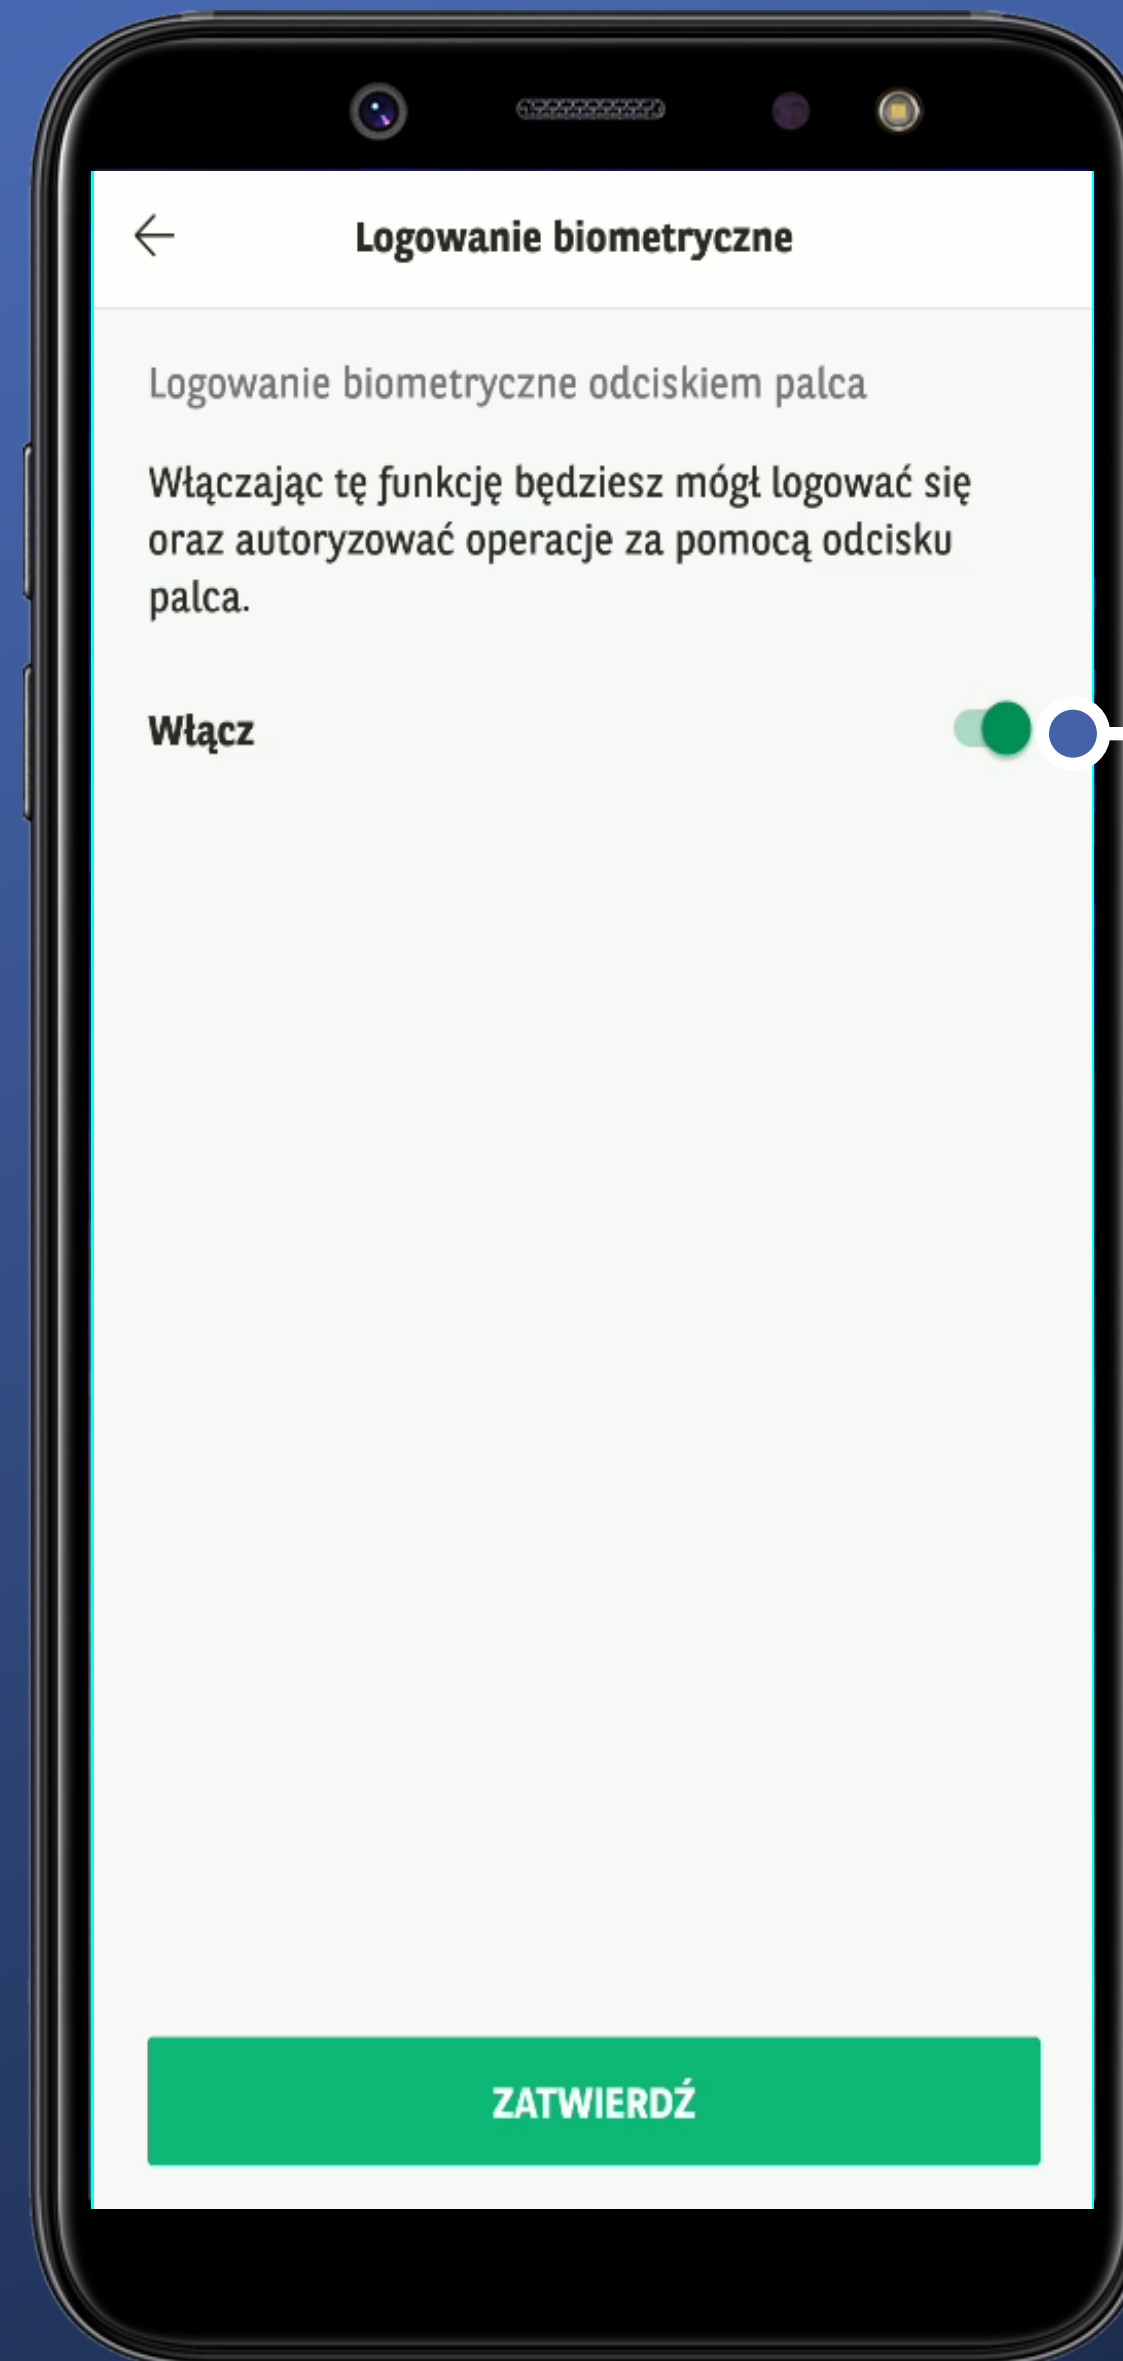 Logowanie biometryczne
Logowanie biometryczne odciskiem palca
Włączając tę funkcję będziesz mógł logować się
oraz autoryzować operacje za pomocą odcisku
palca.
Włącz
ZATWIERDŹ